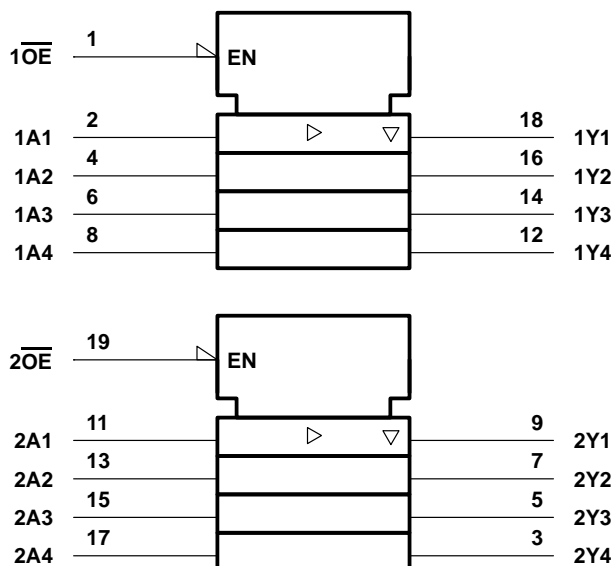 1OE 1 EN
1A1 2 18 1Y1
1A2 4 16 1Y2
1A3 6 14 1Y3
1A4 8 12 1Y4
2OE 19 EN
2A1 11 9 2Y1
2A2 13 7 2Y2
2A3 15 5 2Y3
2A4 17 3 2Y4